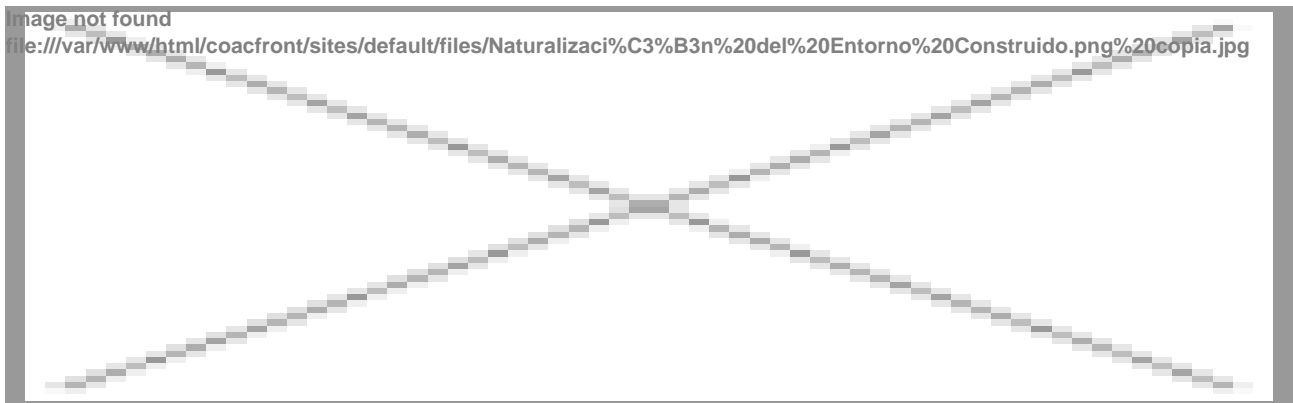 Image not found
file:///var/www/html/coacfront/sites/default/files/Naturalizaci%C3%B3n%20del%20Entorno%20Construido.png%20copia.jpg